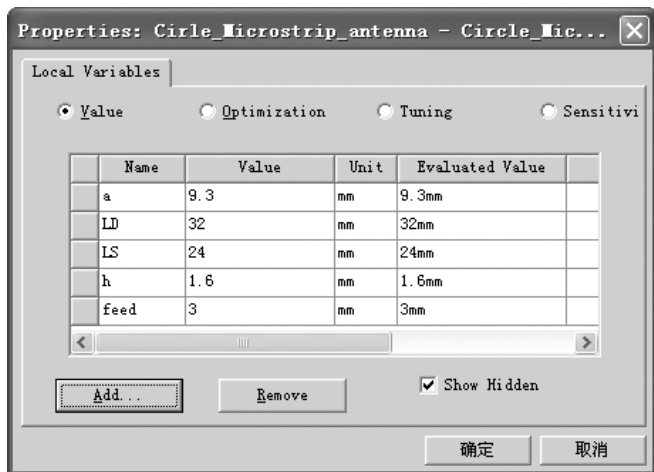 Properties: Cirle_Microstrip_antenna - Circle_Mic...
Local Variables
Value Optimization Tuning Sensitivi
Name Value Unit Evaluated Value
a 9.3 mm 9.3mm
LD 32 mm 32mm
LS 24 mm 24mm
h 1.6 mm 1.6mm
feed 3 mm 3mm
Add... Remove Show Hidden
确定 取消